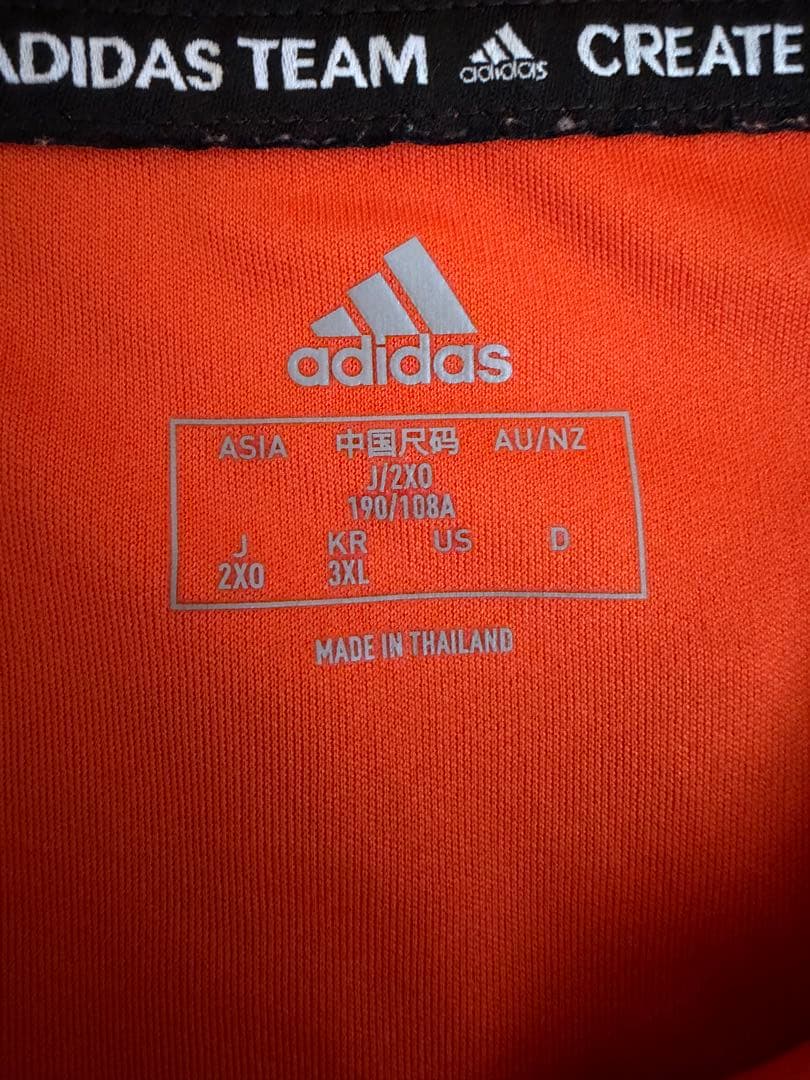 ADIDAS TEAM adidas CREATE
adidas
ASIA 中国尺码 AU/NZ
J/2XO
190/108A
J KR US D
2XO 3XL
MADE IN THAILAND